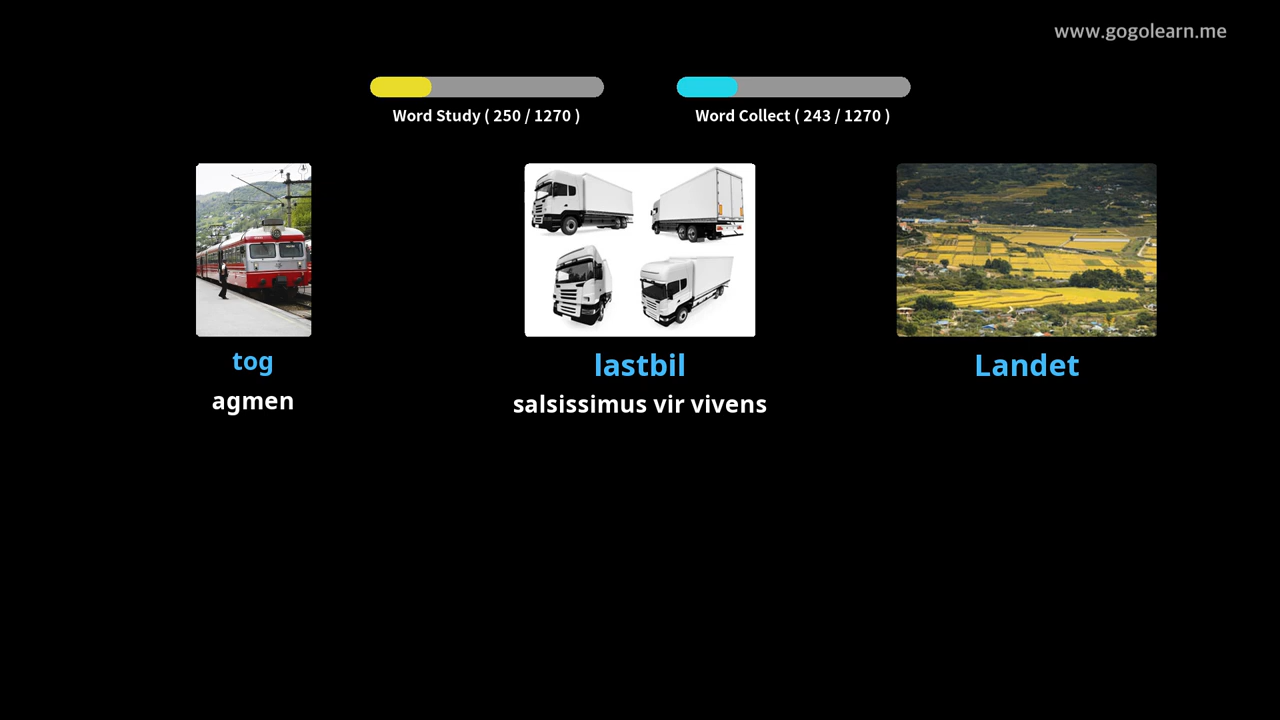 www.gogolearn.me
Word Study ( 250 / 1270 )
Word Collect ( 243 / 1270 )
tog
agmen
lastbil
salsissimus vir vivens
Landet